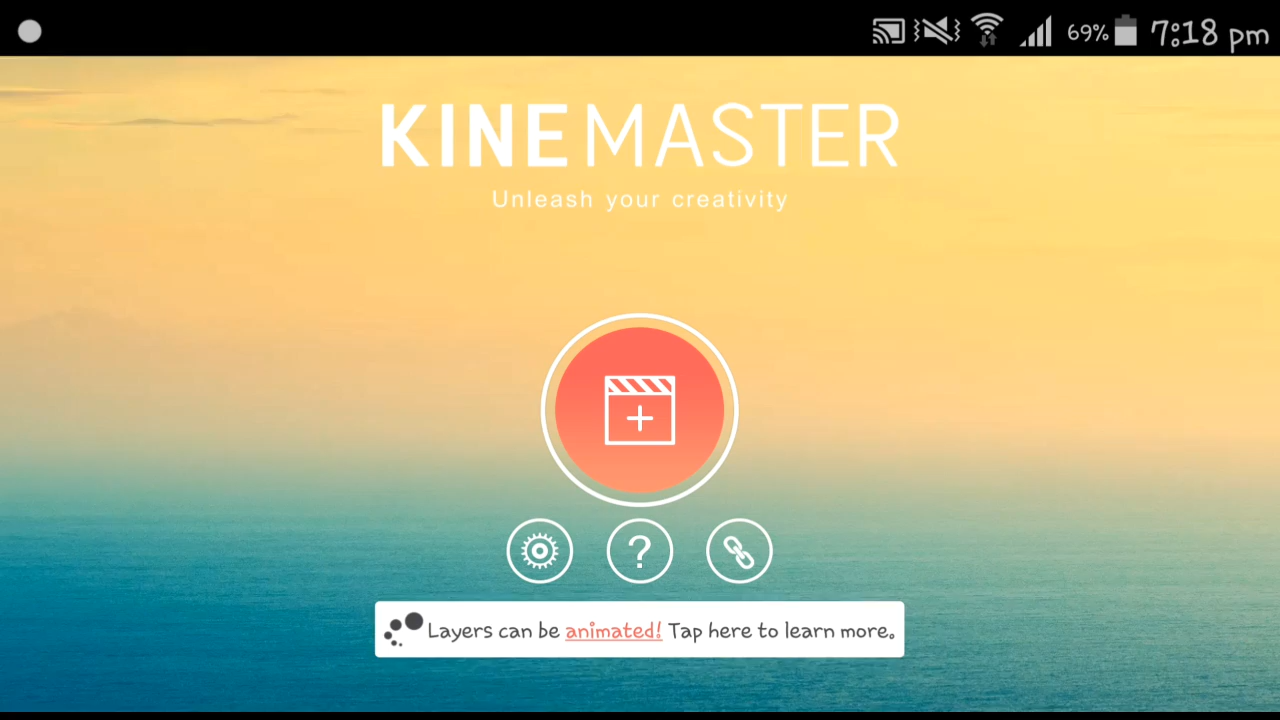 69% 7:18 pm
KINEMASTER
Unleash your creativity
?
Layers can be animated! Tap here to learn more.